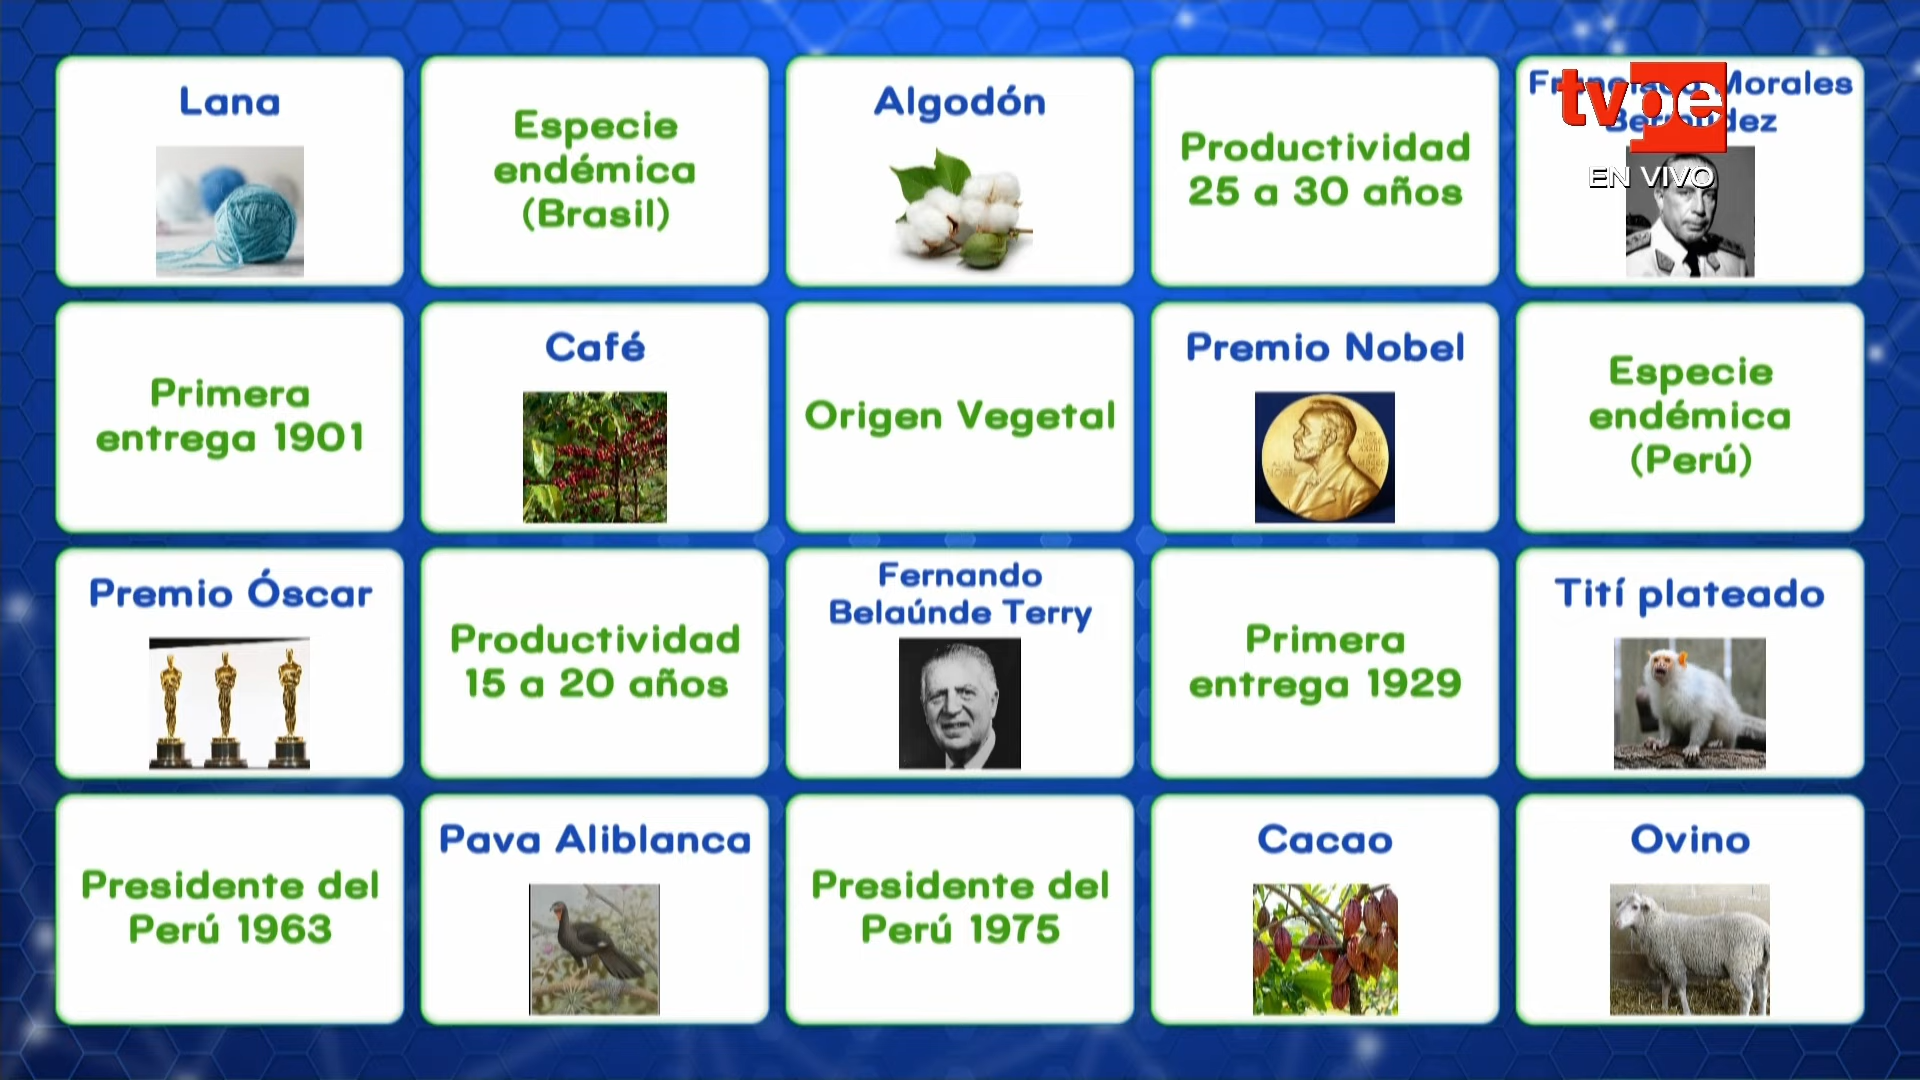 Lana
Especie
endémica
(Brasil)
Algodón
Productividad
25 a 30 años
Francisco Morales
Bermúdez
tvpe
EN VIVO
Primera
entrega 1901
Café
Origen Vegetal
Premio Nobel
Especie
endémica
(Perú)
Premio Óscar
Productividad
15 a 20 años
Fernando
Belaúnde Terry
Primera
entrega 1929
Tití plateado
Presidente del
Perú 1963
Pava Aliblanca
Presidente del
Perú 1975
Cacao
Ovino